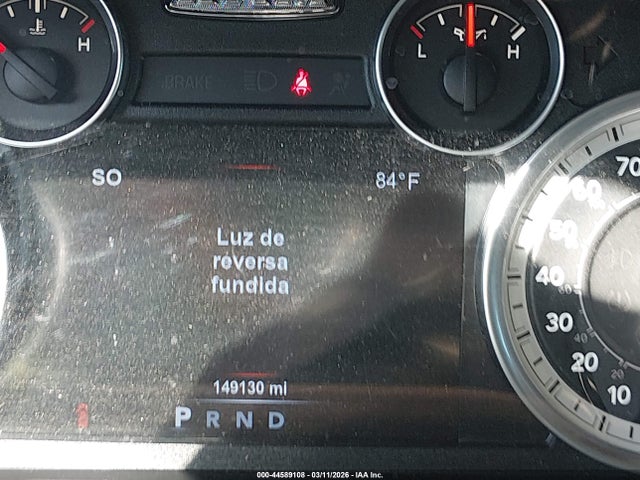 H
BRAKE
L
H
SO
84°F
Luz de
reversa
fundida
149130 mi
P R N D
70
60
50
40
30
20
10
000-44589108 - 03/11/2026 - IAA Inc.